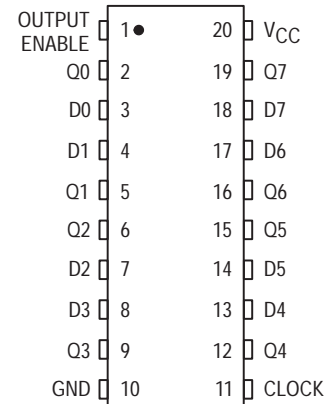 OUTPUT
ENABLE 1 20 VCC
Q0 2 19 Q7
D0 3 18 D7
D1 4 17 D6
Q1 5 16 Q6
Q2 6 15 Q5
D2 7 14 D5
D3 8 13 D4
Q3 9 12 Q4
GND 10 11 CLOCK